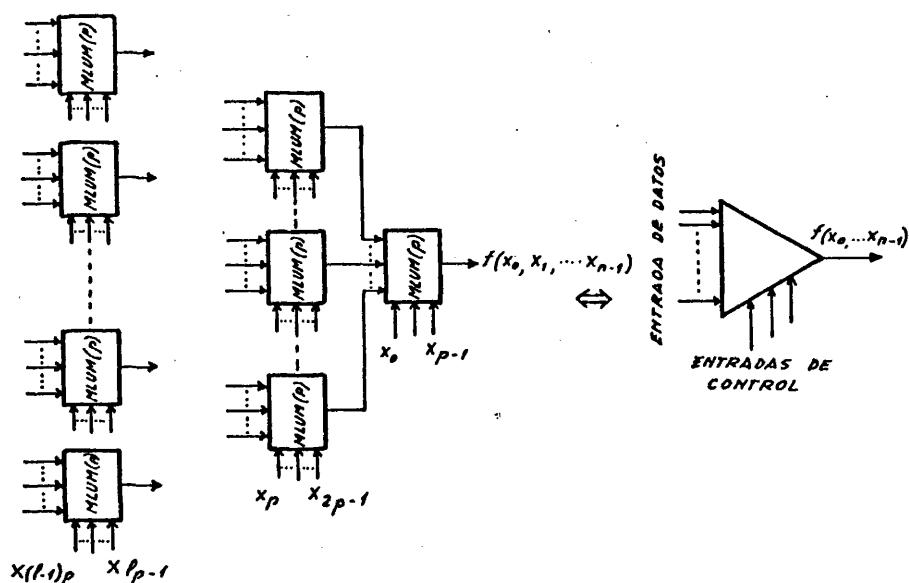 MLUM(p)
MLUM(p)
MLUM(p)
MLUM(p)
X(l-1)p X lp-1
MLUM(p)
MLUM(p)
MLUM(p)
xp x2p-1
MLUM(p)
x0 xp-1
f(x0, x1, .... xn-1)
⇔
ENTRADA DE DATOS
f(x0,...xn-1)
ENTRADAS DE
CONTROL